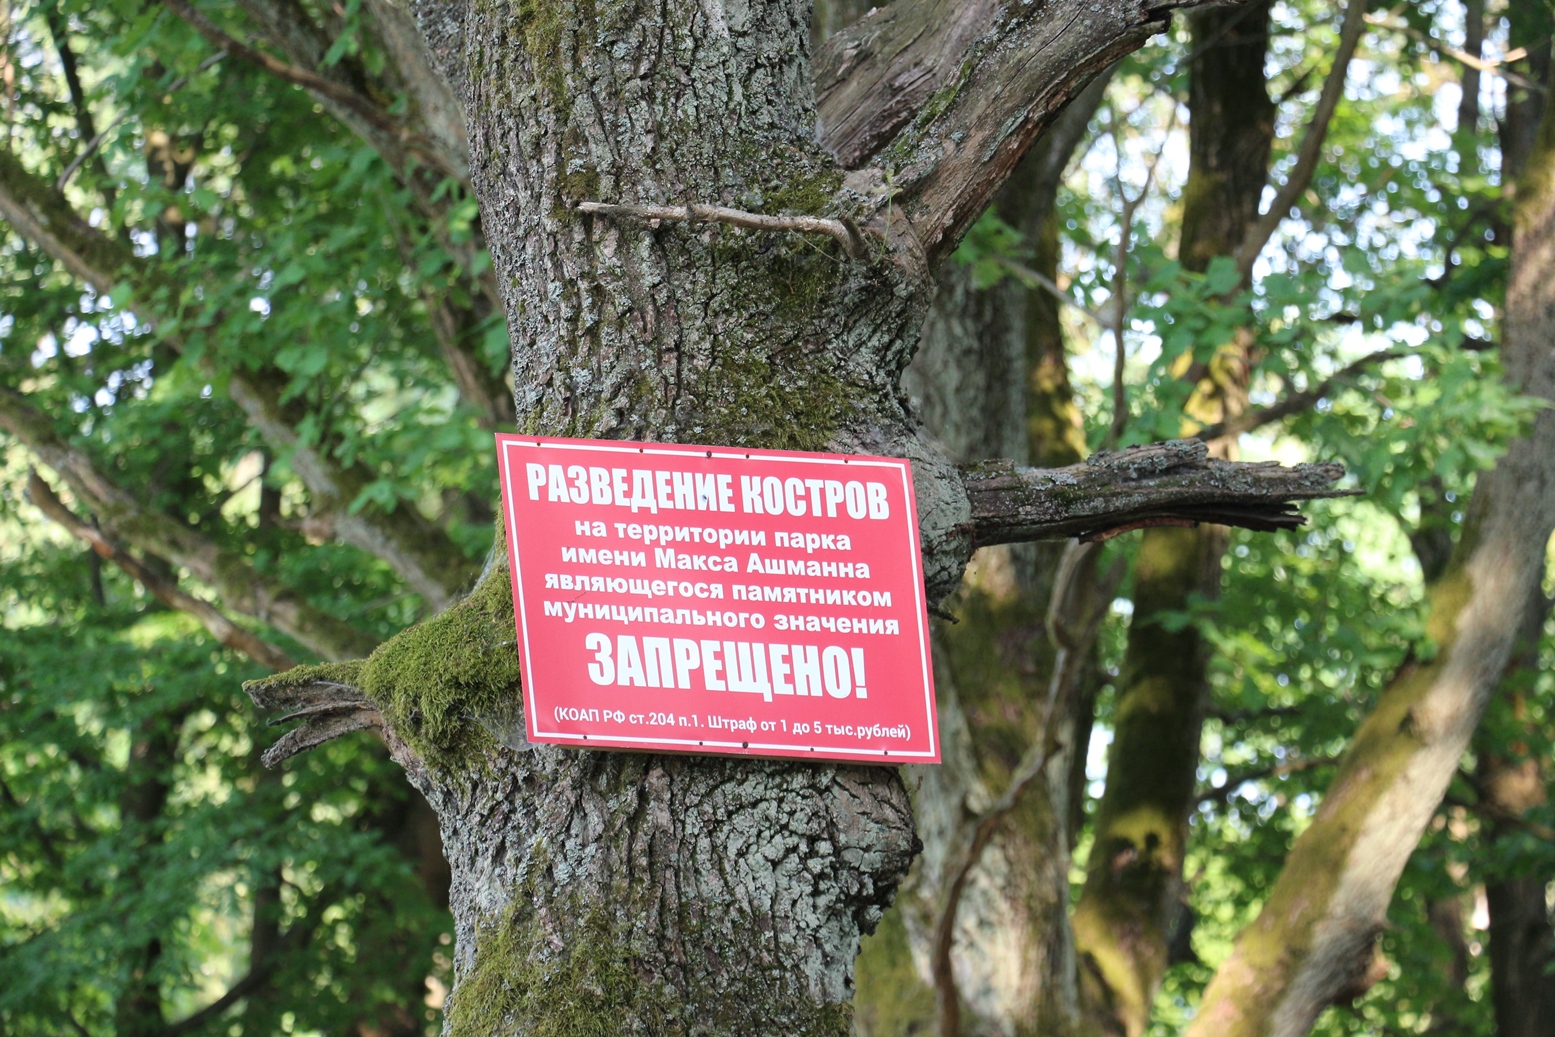 РАЗВЕДЕНИЕ КОСТРОВ
на территории парка
имени Макса Ашманна
являющегося памятником
муниципального значения
ЗАПРЕЩЕНО!
(КОАП РФ ст.204 п.1. Штраф от 1 до 5 тыс.рублей)